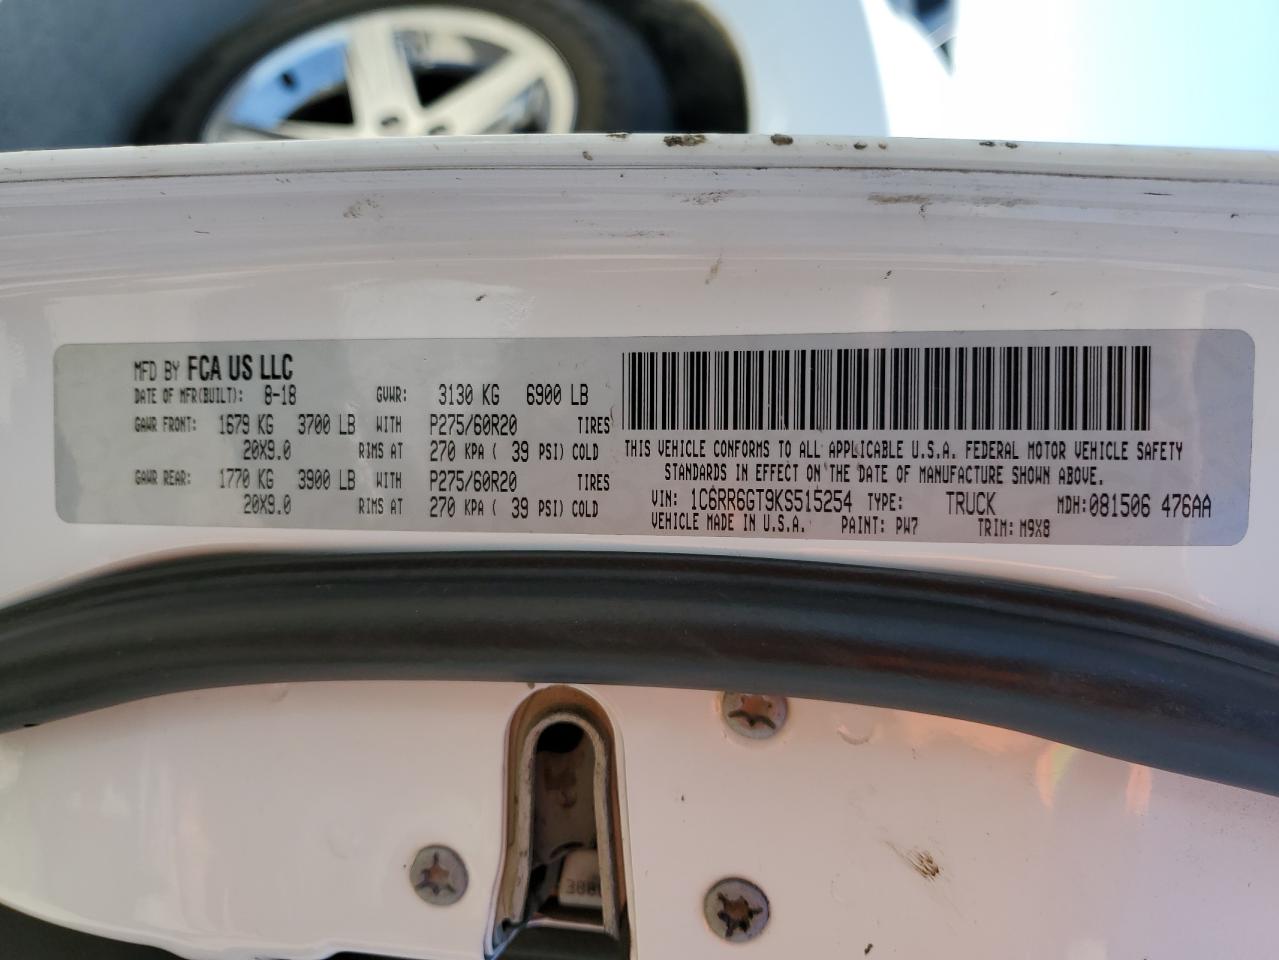 MFD BY FCA US LLC
DATE OF MFR(BUILT): 8-18 GVWR: 3130 KG 6900 LB
GAWR FRONT: 1679 KG 3700 LB WITH P275/60R20 TIRES
20X9.0 RIMS AT 270 KPA ( 39 PSI) COLD
GAWR REAR: 1770 KG 3900 LB WITH P275/60R20 TIRES
20X9.0 RIMS AT 270 KPA ( 39 PSI) COLD
THIS VEHICLE CONFORMS TO ALL APPLICABLE U.S.A. FEDERAL MOTOR VEHICLE SAFETY
STANDARDS IN EFFECT ON THE DATE OF MANUFACTURE SHOWN ABOVE.
VIN: 1C6RR6GT9KS515254 TYPE: TRUCK MDH:081506 476AA
VEHICLE MADE IN U.S.A. PAINT: PW7 TRIM: M9X8